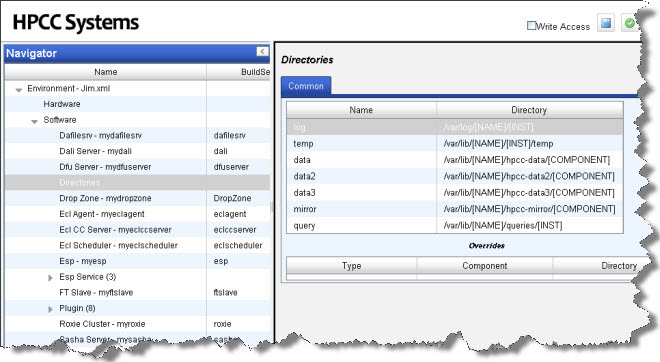 HPCC Systems
Write Access
Navigator
Name BuildSe
Environment - Jim.xml
Hardware
Software
Dafilesrv - mydafilesrv dafilesrv
Dali Server - mydali dali
Dfu Server - mydfuserver dfuserver
Directories
Drop Zone - mydropzone DropZone
Ecl Agent - myeclagent eclagent
Ecl CC Server - myeclccserver eclccserver
Ecl Scheduler - myeclscheduler eclscheduler
Esp - myesp esp
Esp Service (3)
FT Slave - myftslave ftslave
Plugin (8)
Roxie Cluster - myroxie roxie
Sasha Server - mysasha sasha
Directories
Common
Name Directory
log /var/log/[NAME]/[INST]
temp /var/lib/[NAME]/[INST]/temp
data /var/lib/[NAME]/hpcc-data/[COMPONENT]
data2 /var/lib/[NAME]/hpcc-data2/[COMPONENT]
data3 /var/lib/[NAME]/hpcc-data3/[COMPONENT]
mirror /var/lib/[NAME]/hpcc-mirror/[COMPONENT]
query /var/lib/[NAME]/queries/[INST]
Overrides
Type Component Directory